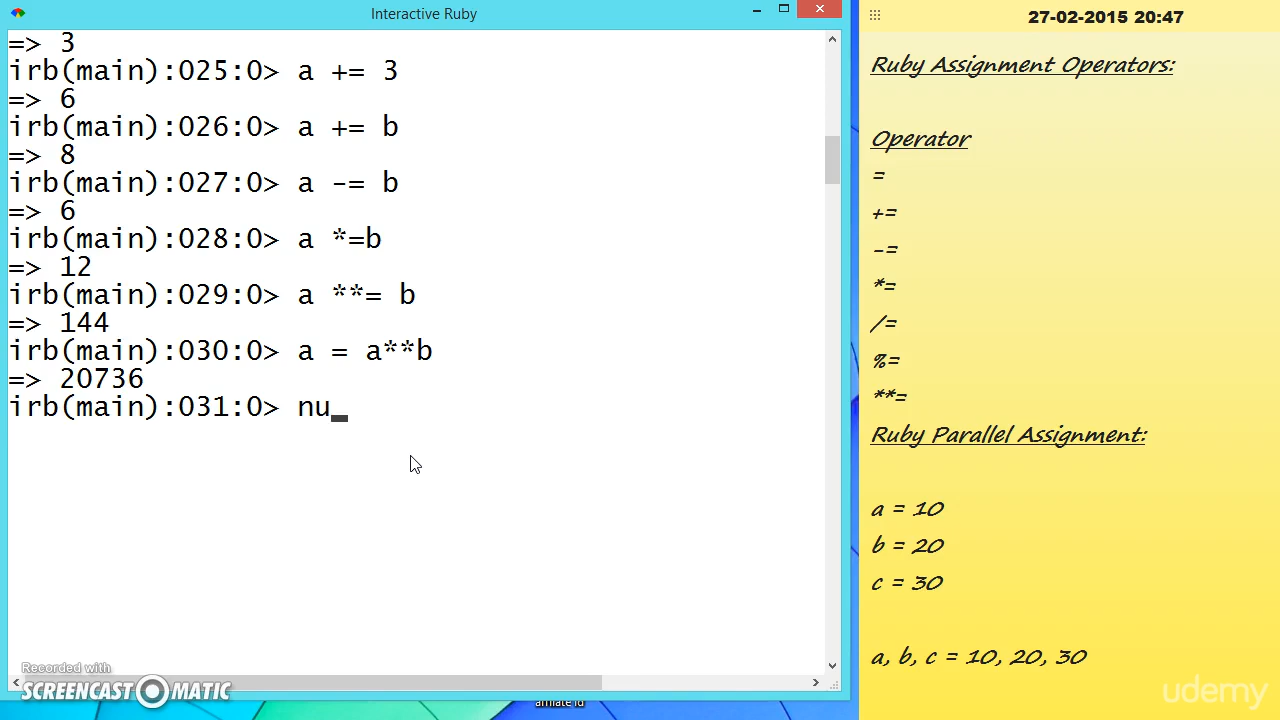 Interactive Ruby
=> 3
irb(main):025:0> a += 3
=> 6
irb(main):026:0> a += b
=> 8
irb(main):027:0> a -= b
=> 6
irb(main):028:0> a *=b
=> 12
irb(main):029:0> a **= b
=> 144
irb(main):030:0> a = a**b
=> 20736
irb(main):031:0> nu_
Recorded with
SCREENCAST O MATIC
affiliate id
27-02-2015 20:47
Ruby Assignment Operators:
Operator
=
+=
-=
*=
/=
%=
**=
Ruby Parallel Assignment:
a = 10
b = 20
c = 30
a, b, c = 10, 20, 30
udemy